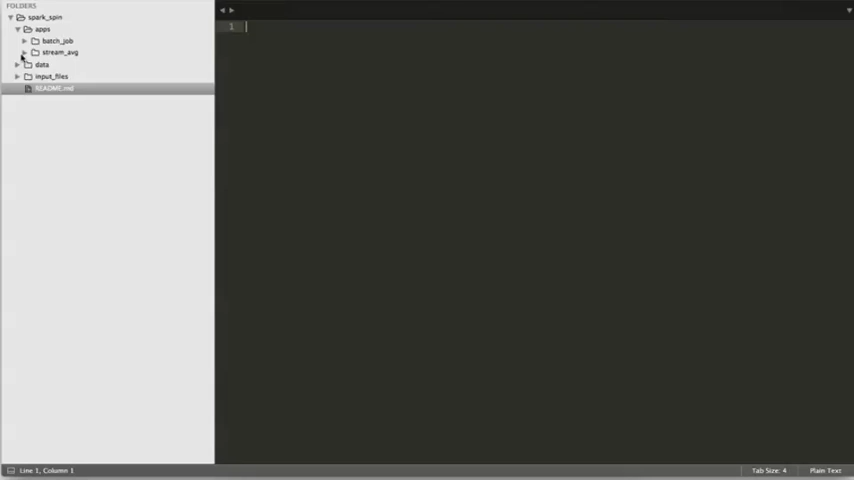 FOLDERS
spark_spin
apps
batch_job
stream_avg
data
input_files
README.md
1
Line 1, Column 1
Tab Size: 4
Plain Text